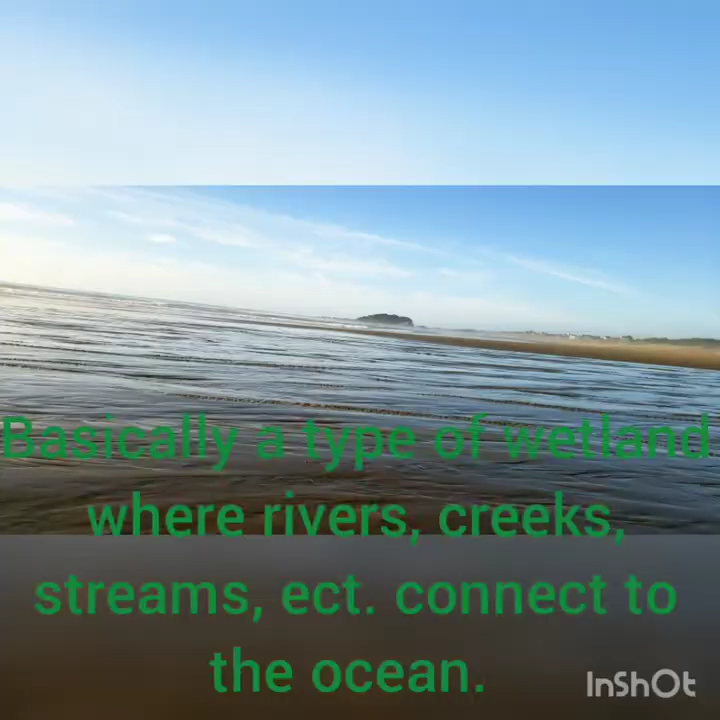 Basically a type of wetland
where rivers, creeks,
streams, ect. connect to
the ocean.
InShOt